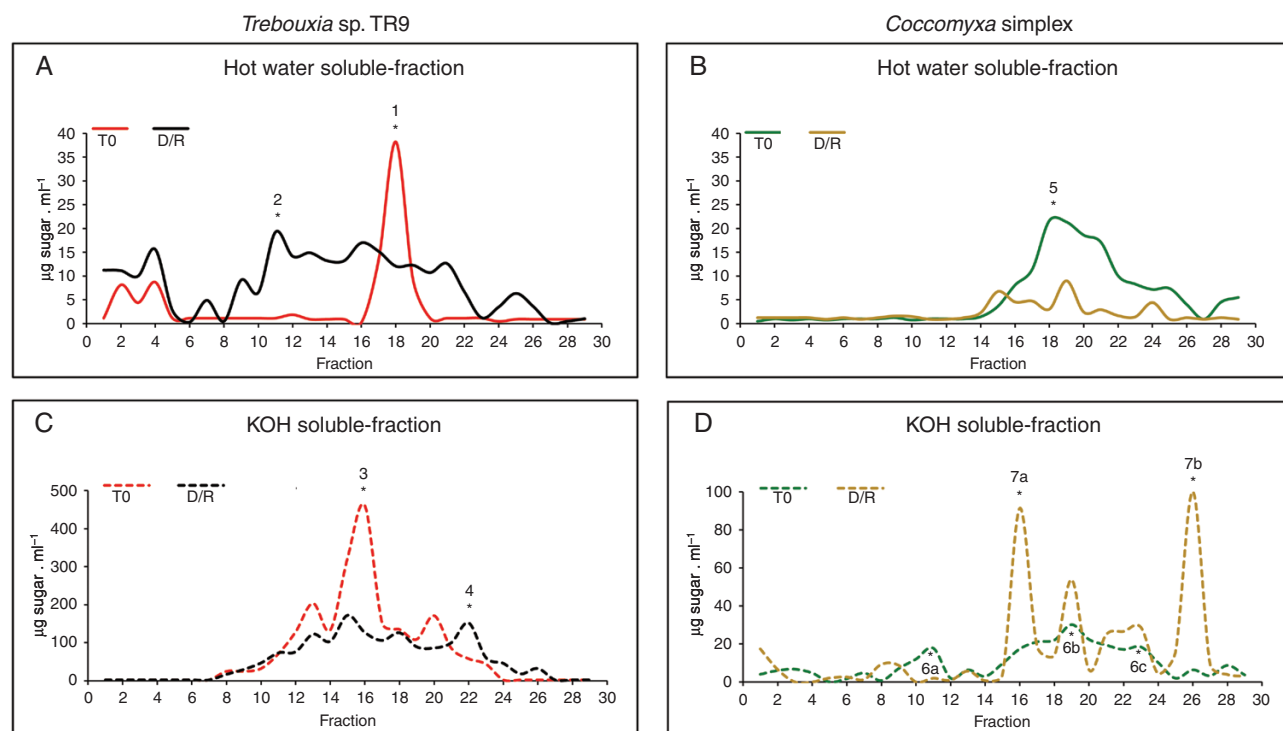 Trebouxia sp. TR9
Coccomyxa simplex
A
Hot water soluble-fraction
1
*
T0
D/R
2
*
40
35
30
25
20
15
10
5
0
µg sugar . ml⁻¹
0 2 4 6 8 10 12 14 16 18 20 22 24 26 28 30
Fraction
B
Hot water soluble-fraction
T0
D/R
5
*
40
35
30
25
20
15
10
5
0
µg sugar . ml⁻¹
0 2 4 6 8 10 12 14 16 18 20 22 24 26 28 30
Fraction
C
KOH soluble-fraction
3
*
T0
D/R
4
*
500
400
300
200
100
0
µg sugar . ml⁻¹
0 2 4 6 8 10 12 14 16 18 20 22 24 26 28 30
Fraction
D
KOH soluble-fraction
7a
*
7b
*
T0
D/R
*
6a
*
6b
*
6c
100
80
60
40
20
0
µg sugar . ml⁻¹
0 2 4 6 8 10 12 14 16 18 20 22 24 26 28 30
Fraction